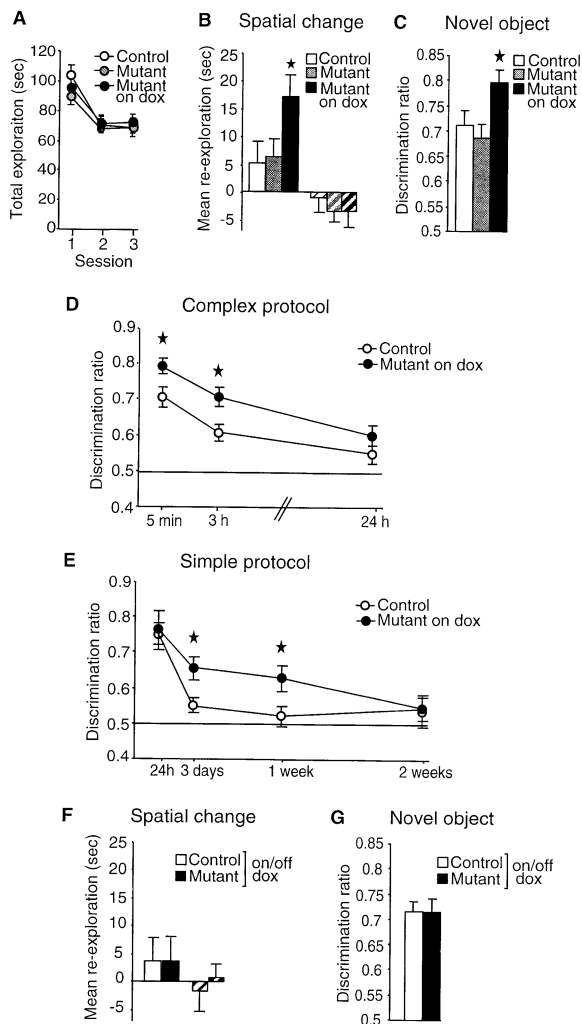 A
Total exploraiton (sec)
120
100
80
60
40
20
0
1 2 3
Session
Control
Mutant
Mutant
on dox
B Spatial change
Mean re-exploration (sec)
25
20
15
10
5
0
-5
Control
Mutant
Mutant
on dox
C Novel object
Discrimination ratio
0.85
0.8
0.75
0.7
0.65
0.6
0.55
0.5
Control
Mutant
Mutant
on dox
D Complex protocol
Discrimination ratio
0.9
0.8
0.7
0.6
0.5
0.4
5 min 3 h 24 h
Control
Mutant on dox
E Simple protocol
Discrimination ratio
0.9
0.8
0.7
0.6
0.5
0.4
24h 3 days 1 week 2 weeks
Control
Mutant on dox
F Spatial change
Mean re-exploration (sec)
25
20
15
10
5
0
-5
Control on/off
Mutant dox
G Novel object
Discrimination ratio
0.85
0.8
0.75
0.7
0.65
0.6
0.55
0.5
Control on/off
Mutant dox